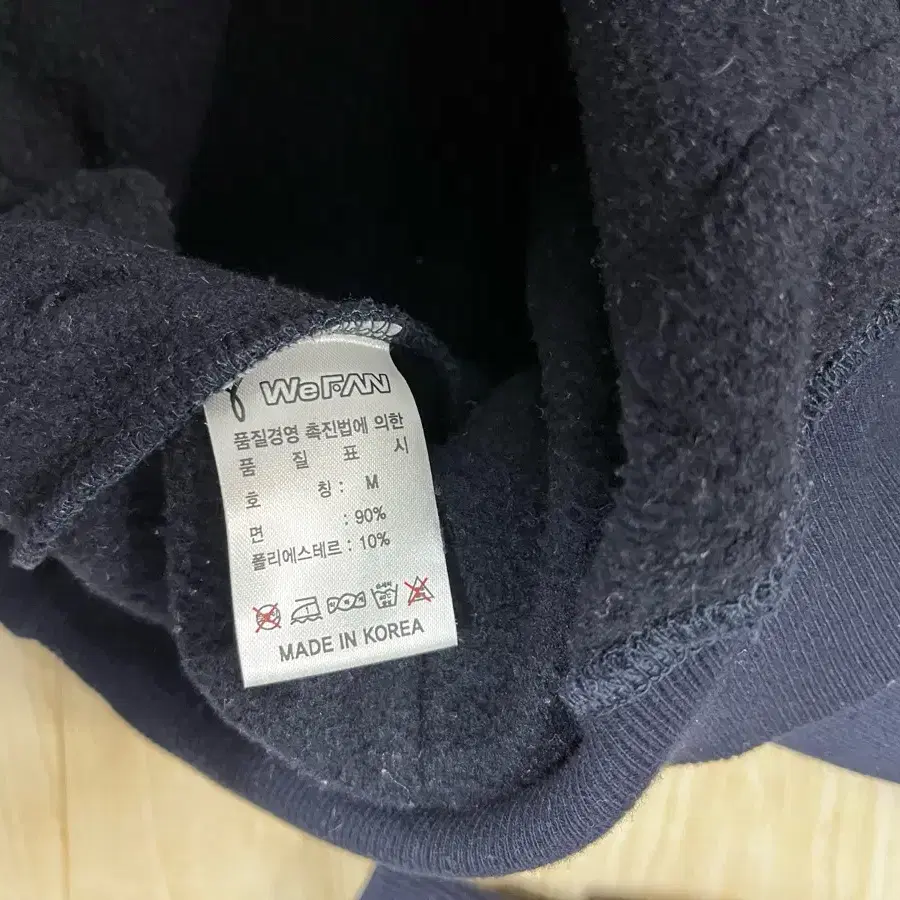 WeFAN
품질경영 촉진법에 의한
품 질 표 시
호 칭 : M
면 : 90%
폴리에스테르 : 10%
MADE IN KOREA